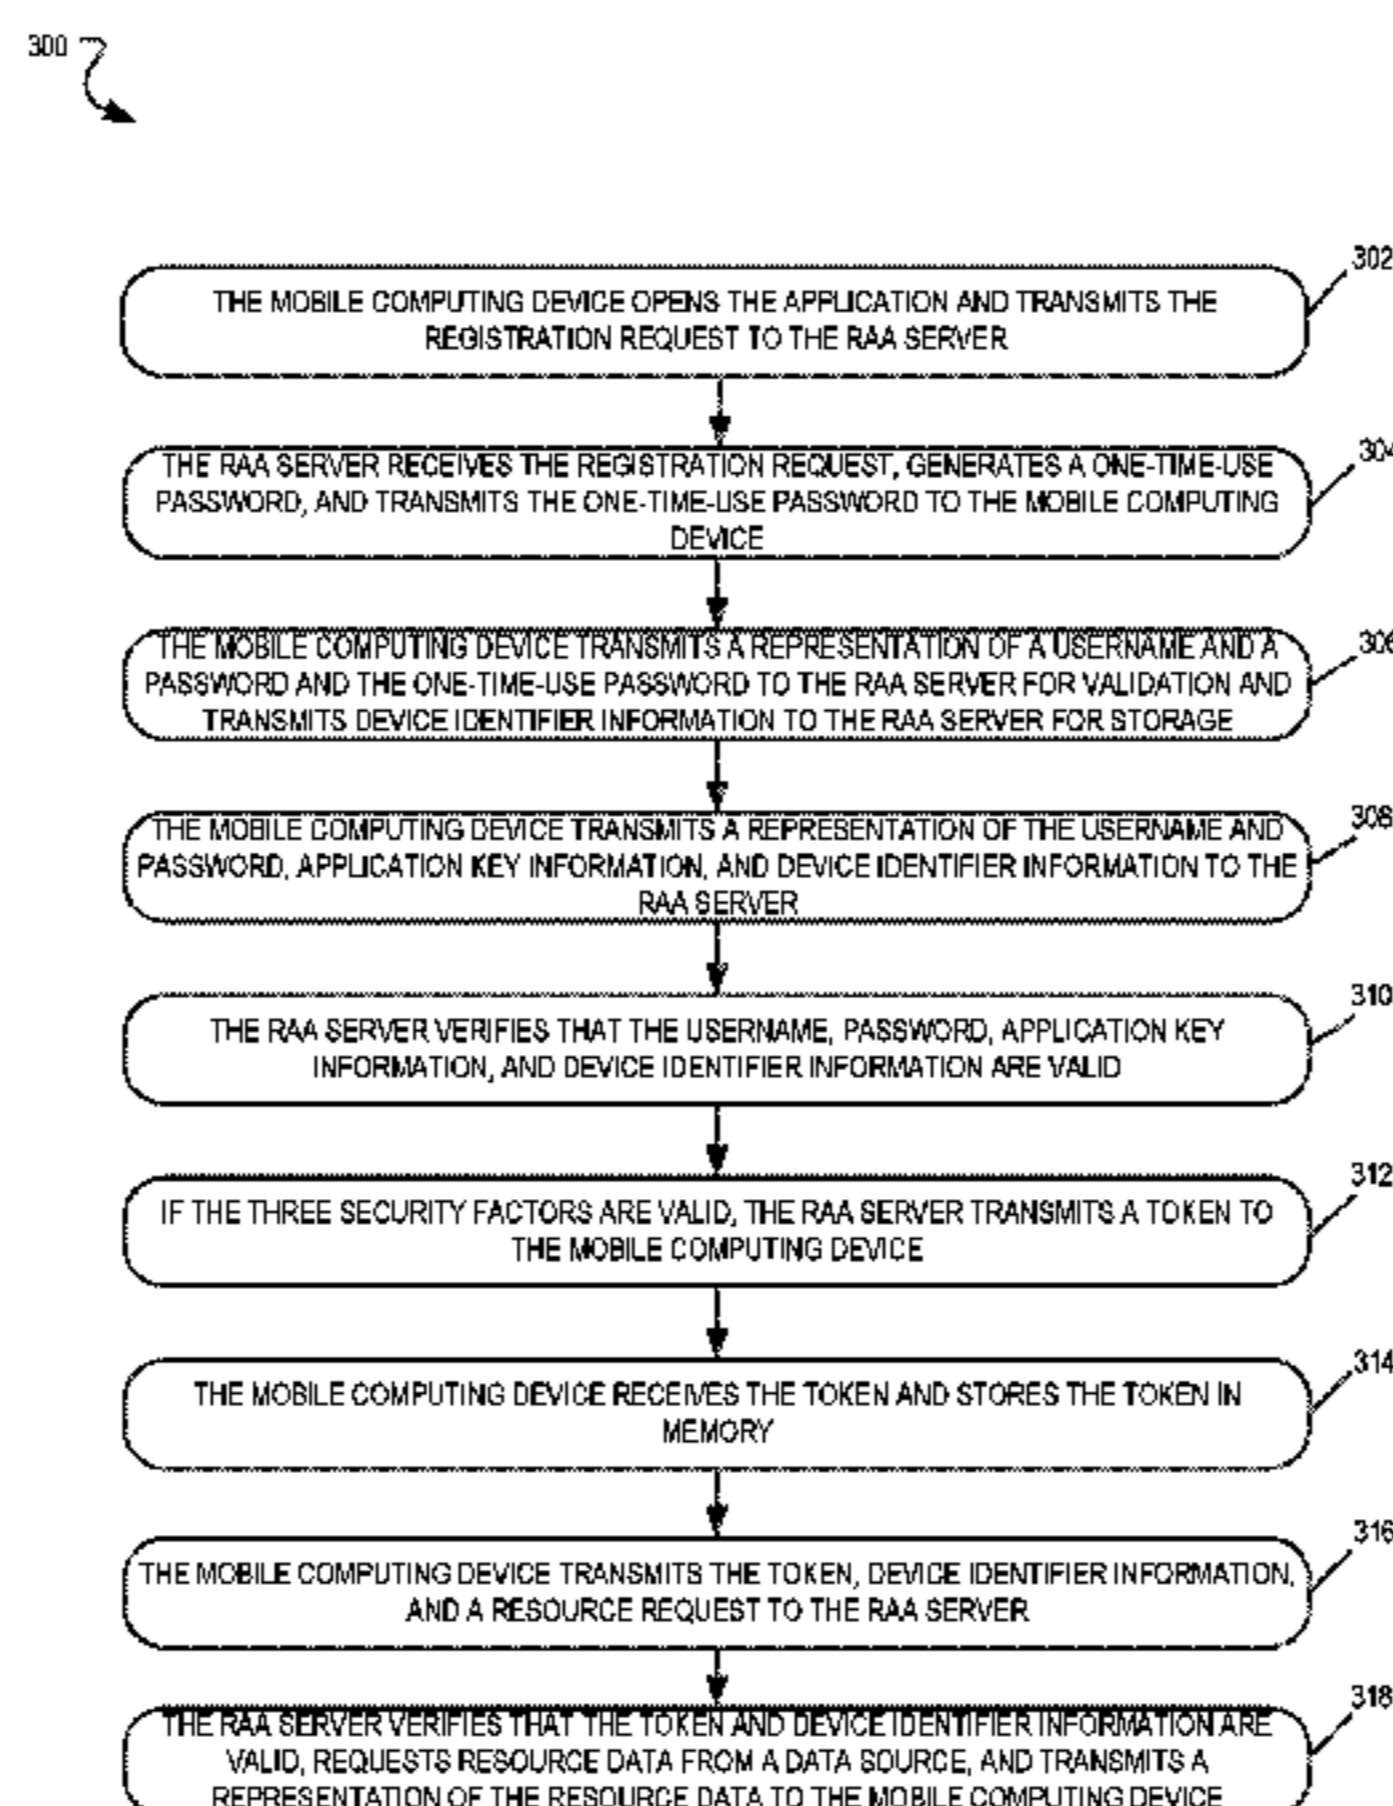 300
302
THE MOBILE COMPUTING DEVICE OPENS THE APPLICATION AND TRANSMITS THE
REGISTRATION REQUEST TO THE RAA SERVER
304
THE RAA SERVER RECEIVES THE REGISTRATION REQUEST, GENERATES A ONE-TIME-USE
PASSWORD, AND TRANSMITS THE ONE-TIME-USE PASSWORD TO THE MOBILE COMPUTING
DEVICE
306
THE MOBILE COMPUTING DEVICE TRANSMITS A REPRESENTATION OF A USERNAME AND A
PASSWORD AND THE ONE-TIME-USE PASSWORD TO THE RAA SERVER FOR VALIDATION AND
TRANSMITS DEVICE IDENTIFIER INFORMATION TO THE RAA SERVER FOR STORAGE
308
THE MOBILE COMPUTING DEVICE TRANSMITS A REPRESENTATION OF THE USERNAME AND
PASSWORD, APPLICATION KEY INFORMATION, AND DEVICE IDENTIFIER INFORMATION TO THE
RAA SERVER
310
THE RAA SERVER VERIFIES THAT THE USERNAME, PASSWORD, APPLICATION KEY
INFORMATION, AND DEVICE IDENTIFIER INFORMATION ARE VALID
312
IF THE THREE SECURITY FACTORS ARE VALID, THE RAA SERVER TRANSMITS A TOKEN TO
THE MOBILE COMPUTING DEVICE
314
THE MOBILE COMPUTING DEVICE RECEIVES THE TOKEN AND STORES THE TOKEN IN
MEMORY
316
THE MOBILE COMPUTING DEVICE TRANSMITS THE TOKEN, DEVICE IDENTIFIER INFORMATION,
AND A RESOURCE REQUEST TO THE RAA SERVER
318
THE RAA SERVER VERIFIES THAT THE TOKEN AND DEVICE IDENTIFIER INFORMATION ARE
VALID, REQUESTS RESOURCE DATA FROM A DATA SOURCE, AND TRANSMITS A
REPRESENTATION OF THE RESOURCE DATA TO THE MOBILE COMPUTING DEVICE